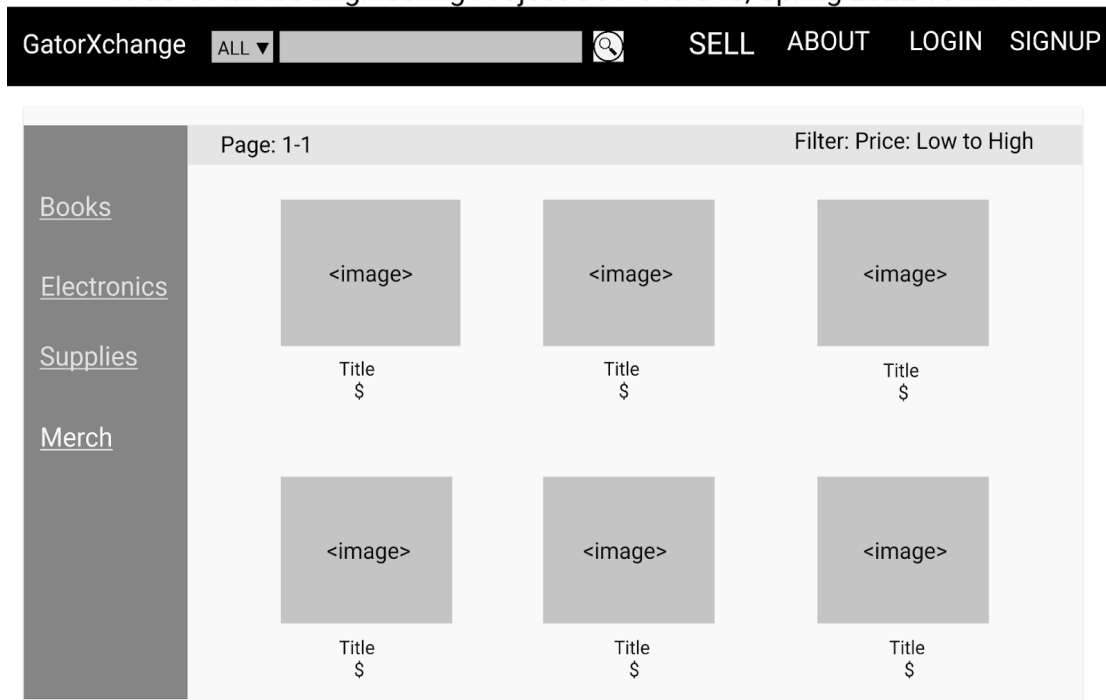 GatorXchange ALL ▼ SELL ABOUT LOGIN SIGNUP
Page: 1-1 Filter: Price: Low to High
Books
Electronics
Supplies
Merch
<image> <image> <image>
Title Title Title
$ $ $
<image> <image> <image>
Title Title Title
$ $ $